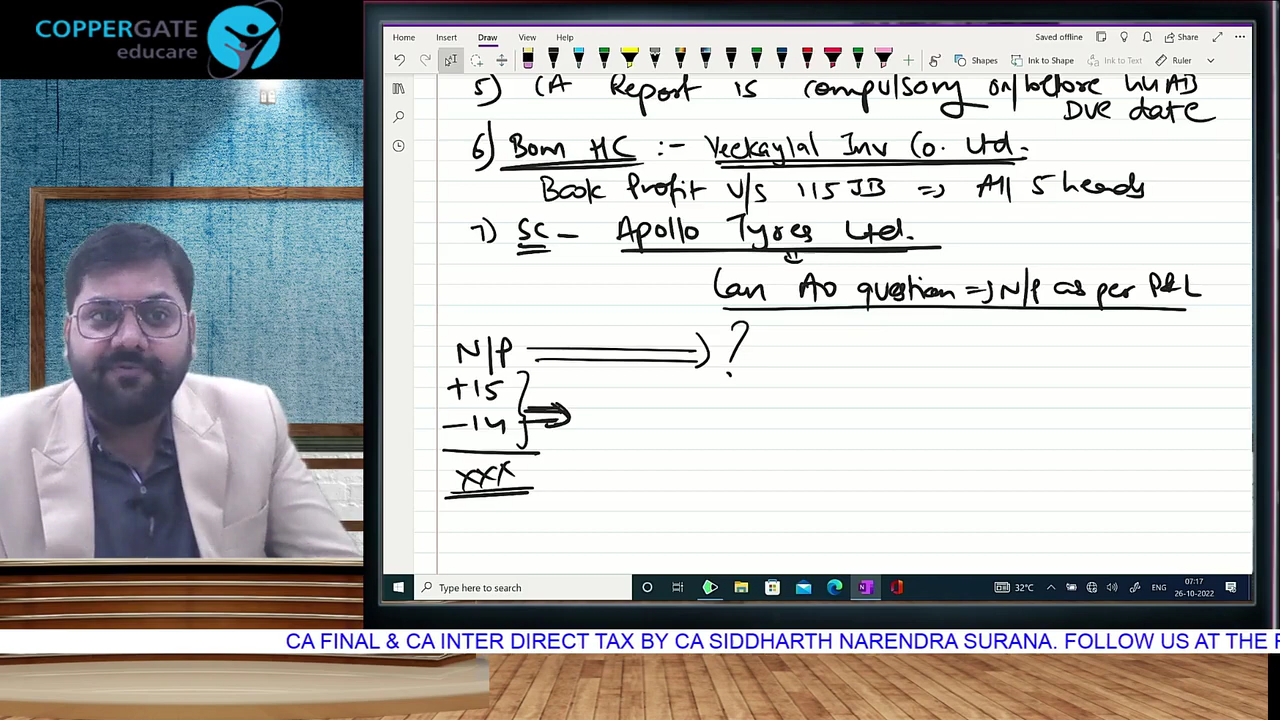 COPPERGATE
educare
Home Insert Draw View Help
Saved offline
Share
Shapes
Ink to Shape
Ink to Text
Ruler
5) CA Report is compulsory on/before 44AB
DUE date
6) Bom HC :- Veekaylal Inv Co. Ltd.
Book Profit U/s 115JB => All 5 heads
7) SC - Apollo Tyres Ltd.
Can AO question => N/P as per P&L
N/P ?
+15
-14
XXX
Type here to search
32°C
ENG
07:17
26-10-2022
CA FINAL & CA INTER DIRECT TAX BY CA SIDDHARTH NARENDRA SURANA. FOLLOW US AT THE F